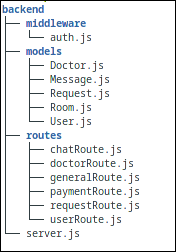 backend
middleware
auth.js
models
Doctor.js
Message.js
Request.js
Room.js
User.js
routes
chatRoute.js
doctorRoute.js
generalRoute.js
paymentRoute.js
requestRoute.js
userRoute.js
server.js